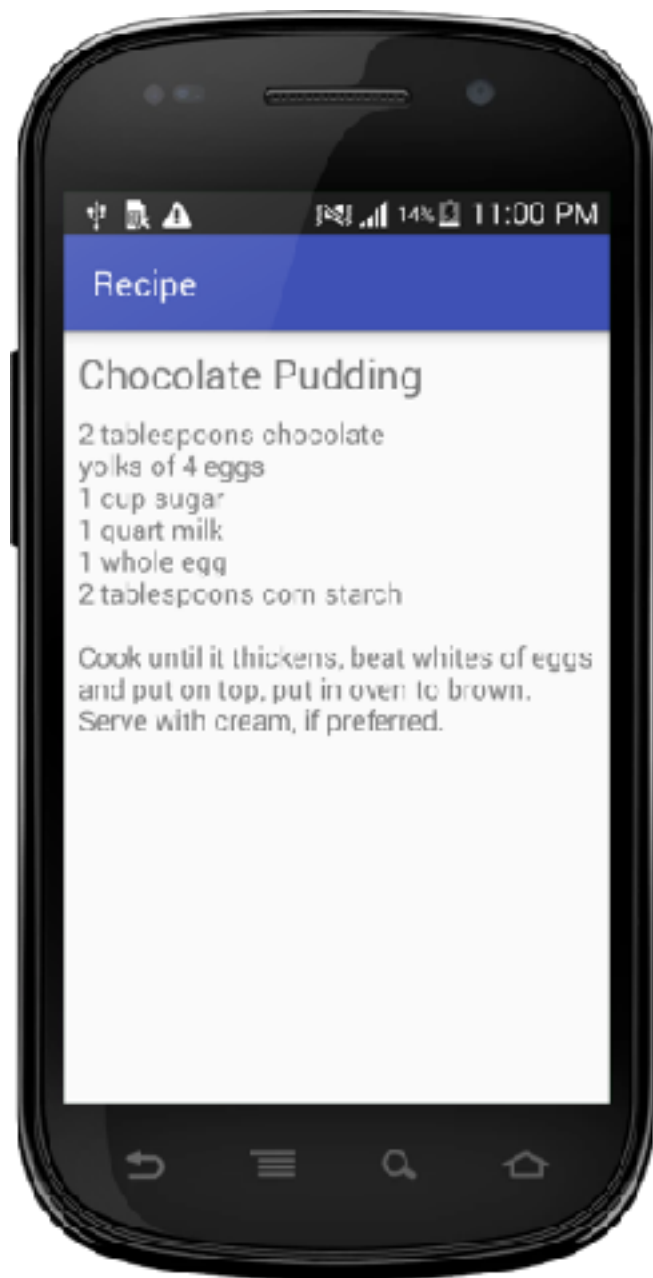 14% 11:00 PM
Recipe
Chocolate Pudding
2 tablespoons chocolate
yolks of 4 eggs
1 cup sugar
1 quart milk
1 whole egg
2 tablespoons corn starch
Cook until it thickens, beat whites of eggs
and put on top, put in oven to brown.
Serve with cream, if preferred.